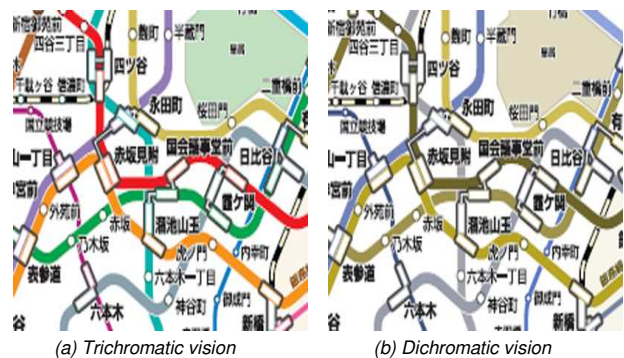 新宿御苑前
四谷三丁目
四ツ谷
麹町
半蔵門
二重橋前
千駄ヶ谷
信濃町
永田町
桜田門
国立競技場
赤坂見附
国会議事堂前
日比谷
山一丁目
外苑前
霞ケ関
赤坂
溜池山王
乃木坂
虎ノ門
内幸町
表参道
六本木一丁目
六本木
神谷町
御成門
新橋
谷
(a) Trichromatic vision
四谷三丁目
四ツ谷
麹町
半蔵門
二重橋前
千駄ヶ谷
信濃町
永田町
桜田門
国立競技場
赤坂見附
国会議事堂前
日比谷
山一丁目
外苑前
霞ケ関
赤坂
溜池山王
乃木坂
虎ノ門
内幸町
表参道
六本木一丁目
六本木
神谷町
御成門
新橋
谷
(b) Dichromatic vision